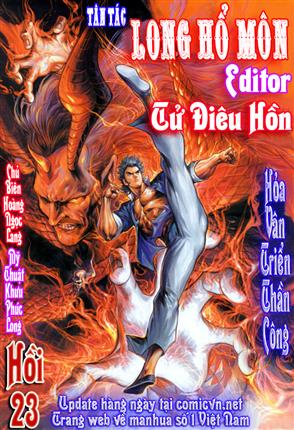 TÂN TÁC
LONG HỔ MÔN
Editor
Tử Điêu Hồn
Chủ
Biên
Hoàng
Ngọc
Lang
Mỹ
Thuật
Khưu
Phúc
Long
Hỏa
Vân
Triển
Thần
Công
Hồi
23
Update hàng ngày tại comicvn.net
Trang web về manhua số 1 Việt Nam